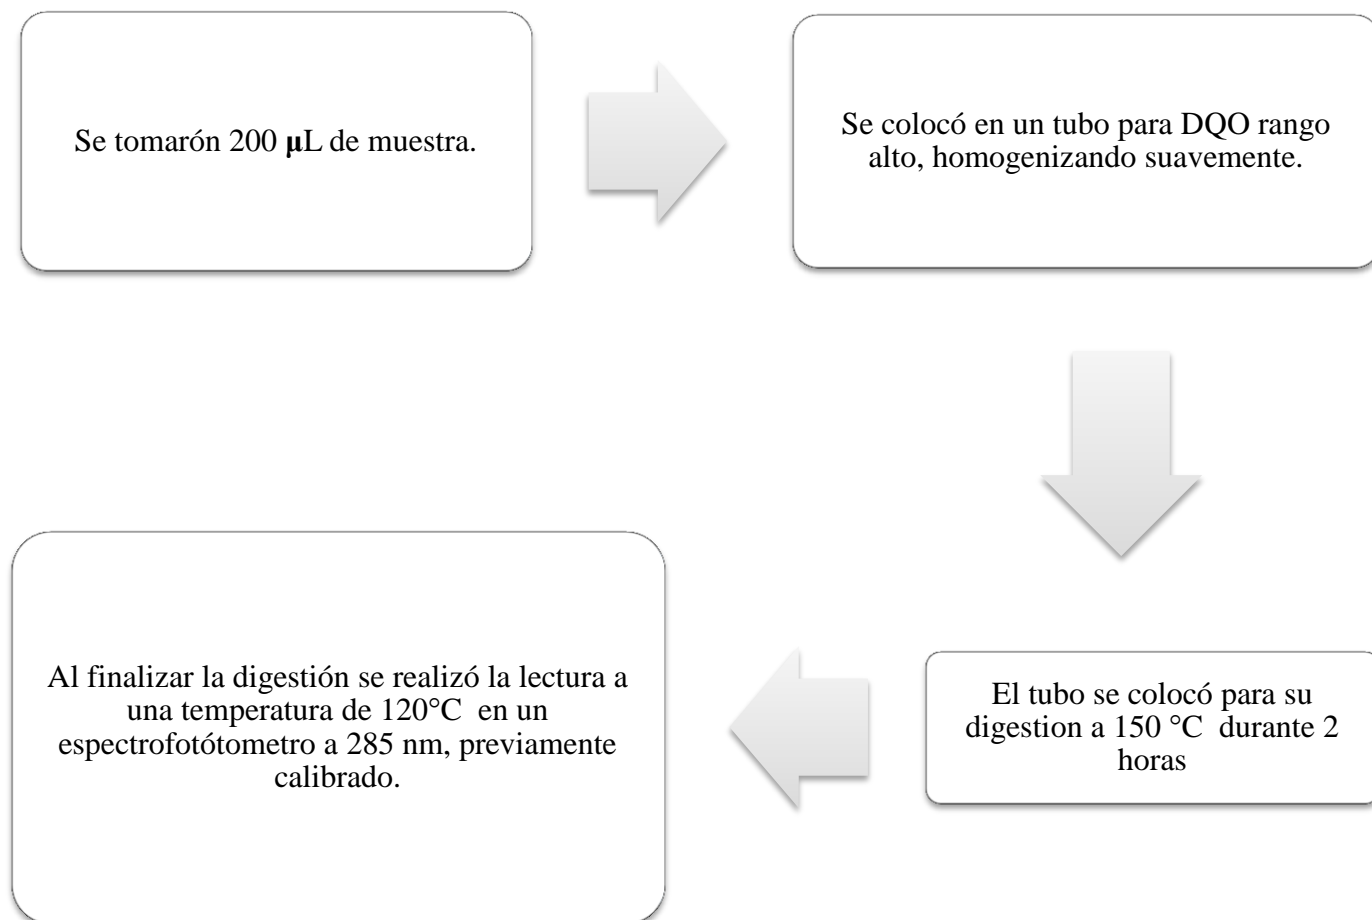 Se tomarón 200 μL de muestra.
Se colocó en un tubo para DQO rango
alto, homogenizando suavemente.
El tubo se colocó para su
digestion a 150 °C durante 2
horas
Al finalizar la digestión se realizó la lectura a
una temperatura de 120°C en un
espectrofotótometro a 285 nm, previamente
calibrado.